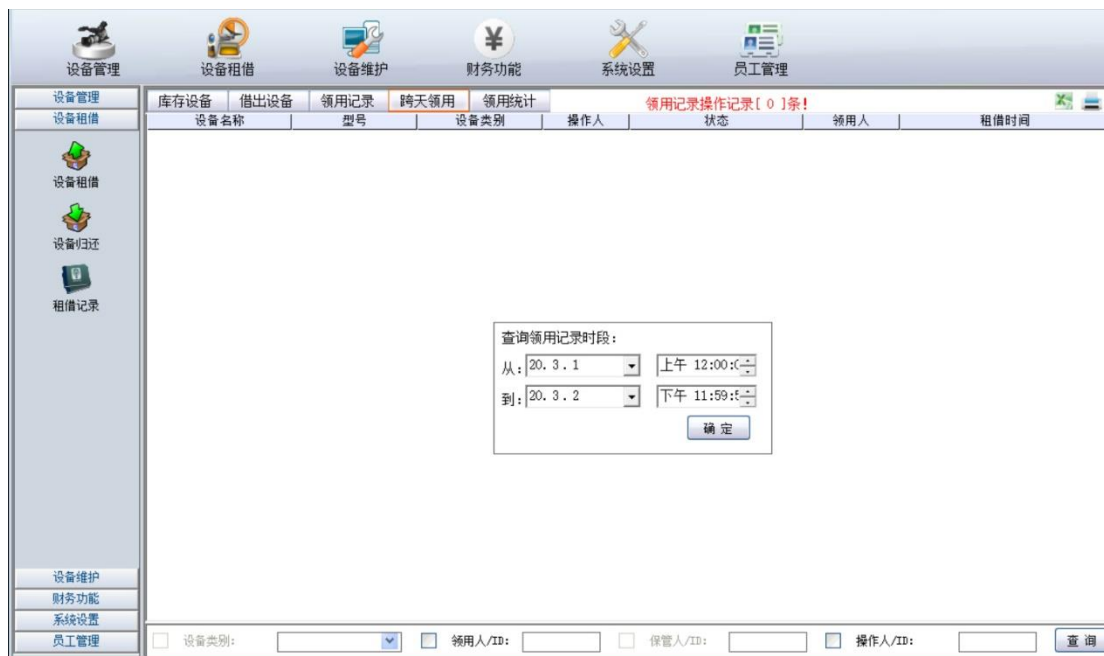 设备管理 设备租借 设备维护 财务功能 系统设置 员工管理
设备管理
设备租借
设备租借
设备归还
租借记录
设备维护
财务功能
系统设置
员工管理
库存设备 借出设备 领用记录 跨天领用 领用统计 领用记录操作记录[ 0 ]条!
设备名称 型号 设备类别 操作人 状态 领用人 租借时间
查询领用记录时段:
从: 20. 3. 1 上午 12:00:
到: 20. 3. 2 下午 11:59:5
确 定
设备类别: 领用人/ID: 保管人/ID: 操作人/ID: 查 询